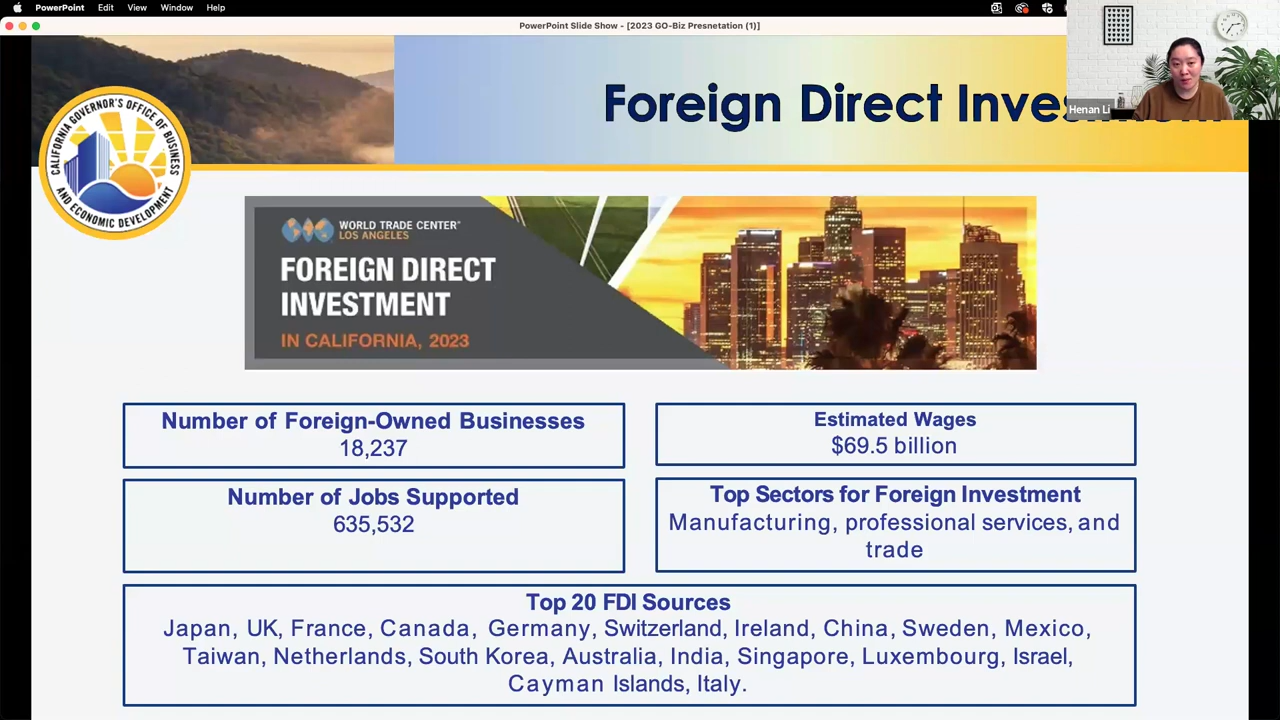 PowerPoint Edit View Window Help
PowerPoint Slide Show - [2023 GO-Biz Presnetation (1)]
Foreign Direct
Henan Li
CALIFORNIA GOVERNOR'S OFFICE OF BUSINESS
AND ECONOMIC DEVELOPMENT
WORLD TRADE CENTER®
LOS ANGELES
FOREIGN DIRECT
INVESTMENT
IN CALIFORNIA, 2023
Number of Foreign-Owned Businesses
18,237
Estimated Wages
$69.5 billion
Number of Jobs Supported
635,532
Top Sectors for Foreign Investment
Manufacturing, professional services, and
trade
Top 20 FDI Sources
Japan, UK, France, Canada, Germany, Switzerland, Ireland, China, Sweden, Mexico,
Taiwan, Netherlands, South Korea, Australia, India, Singapore, Luxembourg, Israel,
Cayman Islands, Italy.